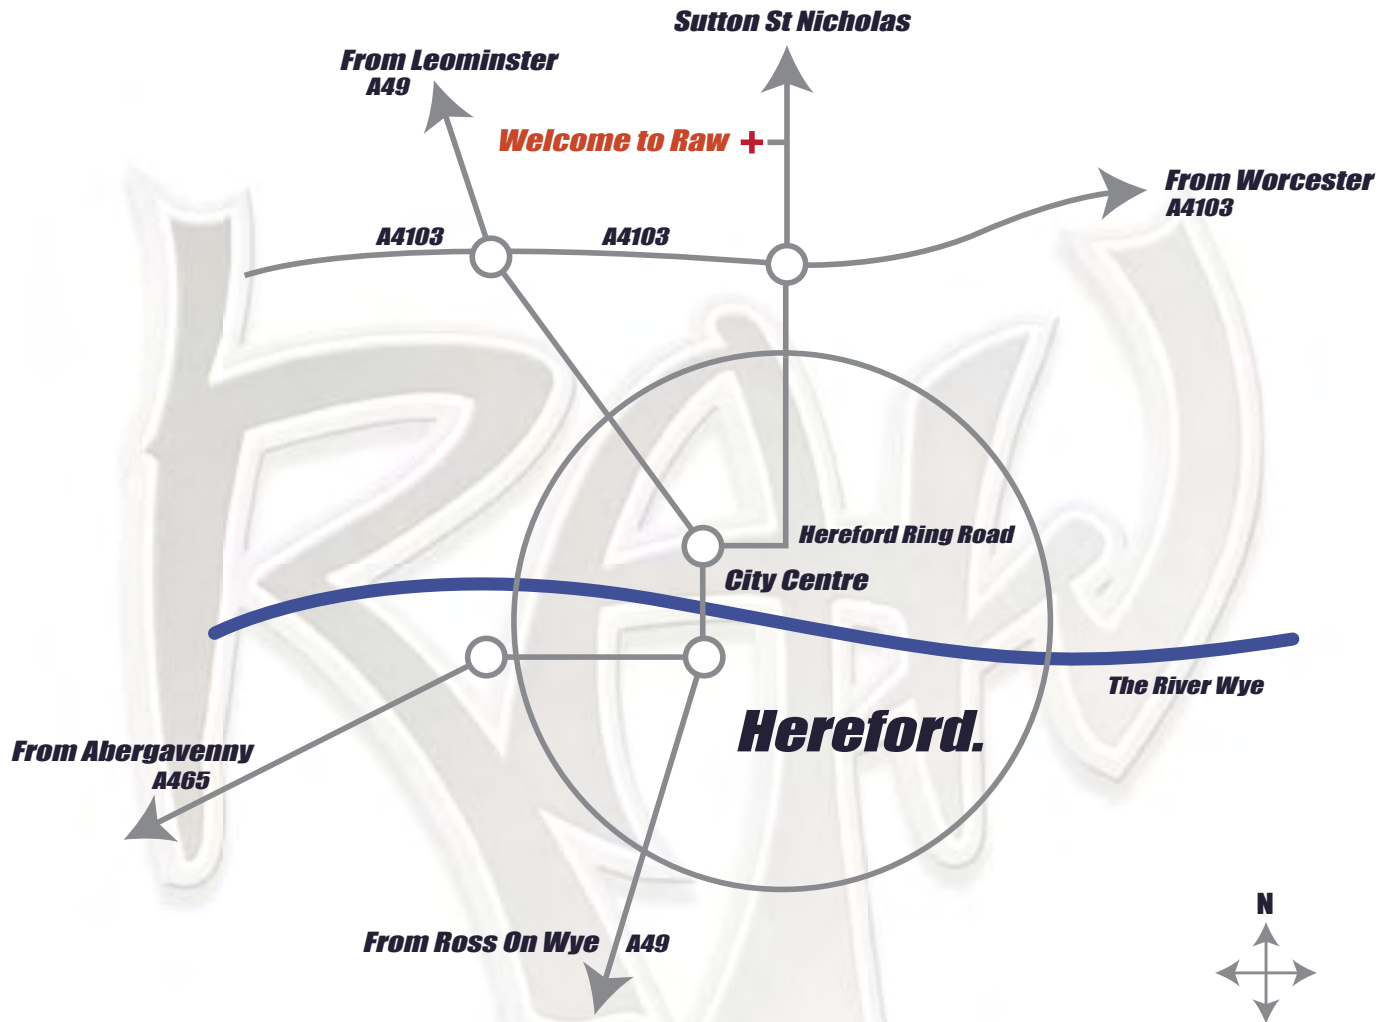 Sutton St Nicholas
From Leominster
A49
Welcome to Raw
From Worcester
A4103
A4103
A4103
Hereford Ring Road
City Centre
The River Wye
Hereford.
From Abergavenny
A465
From Ross On Wye A49
N
RAW